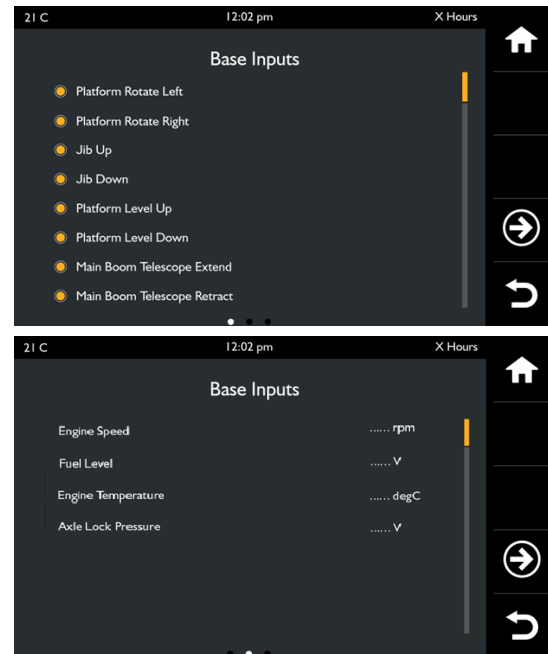 21 C 12:02 pm X Hours
Base Inputs
Platform Rotate Left
Platform Rotate Right
Jib Up
Jib Down
Platform Level Up
Platform Level Down
Main Boom Telescope Extend
Main Boom Telescope Retract
21 C 12:02 pm X Hours
Base Inputs
Engine Speed ...... rpm
Fuel Level ...... V
Engine Temperature ...... degC
Axle Lock Pressure ...... V